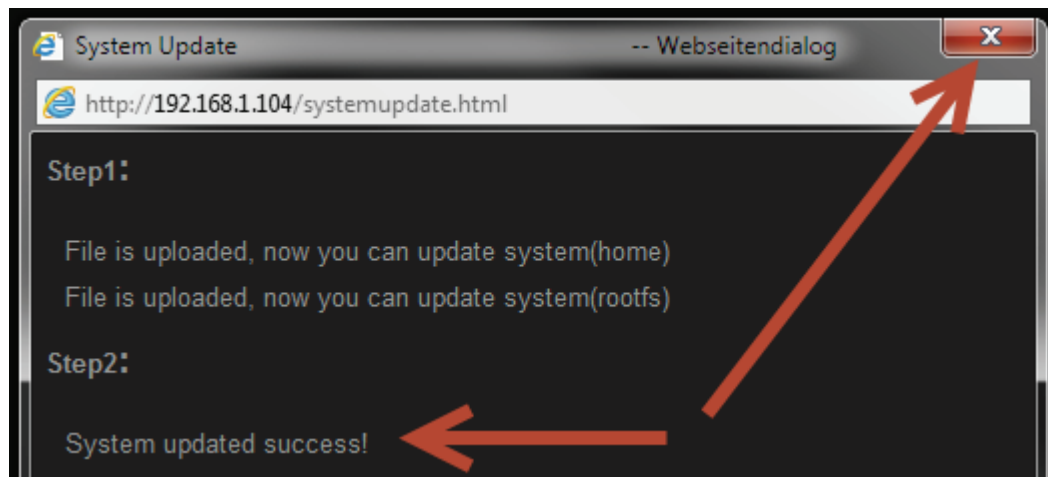 System Update -- Webseitendialog
http://192.168.1.104/systemupdate.html
Step1:
File is uploaded, now you can update system(home)
File is uploaded, now you can update system(rootfs)
Step2:
System updated success!